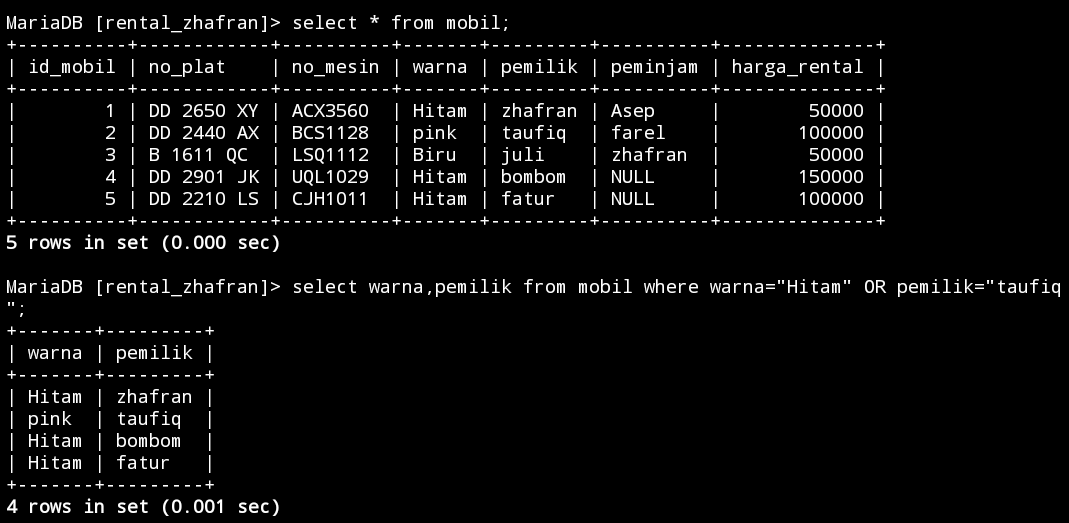 MariaDB [rental_zhafran]> select * from mobil;
+----------+------------+----------+-------+---------+----------+--------------+
| id_mobil | no_plat    | no_mesin | warna | pemilik | peminjam | harga_rental |
+----------+------------+----------+-------+---------+----------+--------------+
|        1 | DD 2650 XY | ACX3560  | Hitam | zhafran | Asep     |        50000 |
|        2 | DD 2440 AX | BCS1128  | pink  | taufiq  | farel    |       100000 |
|        3 | B 1611 QC  | LSQ1112  | Biru  | juli    | zhafran  |        50000 |
|        4 | DD 2901 JK | UQL1029  | Hitam | bombom  | NULL     |       150000 |
|        5 | DD 2210 LS | CJH1011  | Hitam | fatur   | NULL     |       100000 |
+----------+------------+----------+-------+---------+----------+--------------+
5 rows in set (0.000 sec)
MariaDB [rental_zhafran]> select warna,pemilik from mobil where warna="Hitam" OR pemilik="taufiq
";
+-------+---------+
| warna | pemilik |
+-------+---------+
| Hitam | zhafran |
| pink  | taufiq  |
| Hitam | bombom  |
| Hitam | fatur   |
+-------+---------+
4 rows in set (0.001 sec)